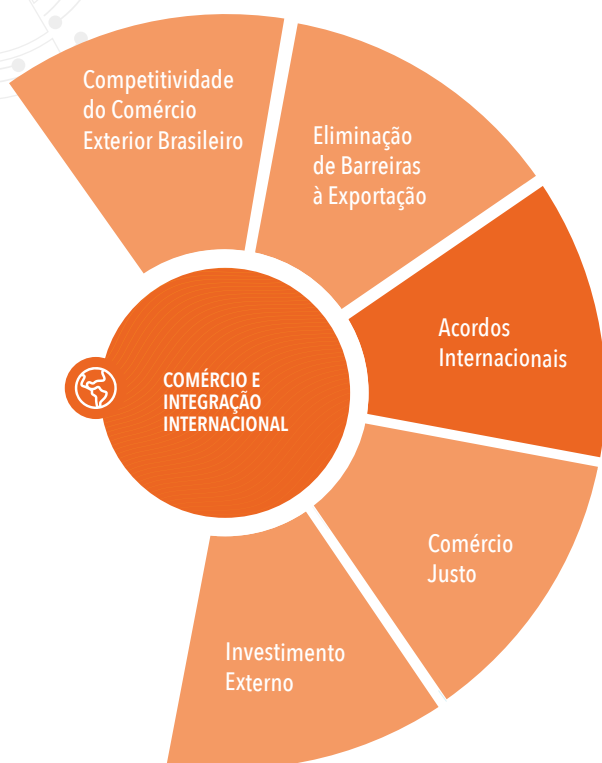 Competitividade
do Comércio
Exterior Brasileiro
Eliminação
de Barreiras
à Exportação
Acordos
Internacionais
COMÉRCIO E
INTEGRAÇÃO
INTERNACIONAL
Comércio
Justo
Investimento
Externo